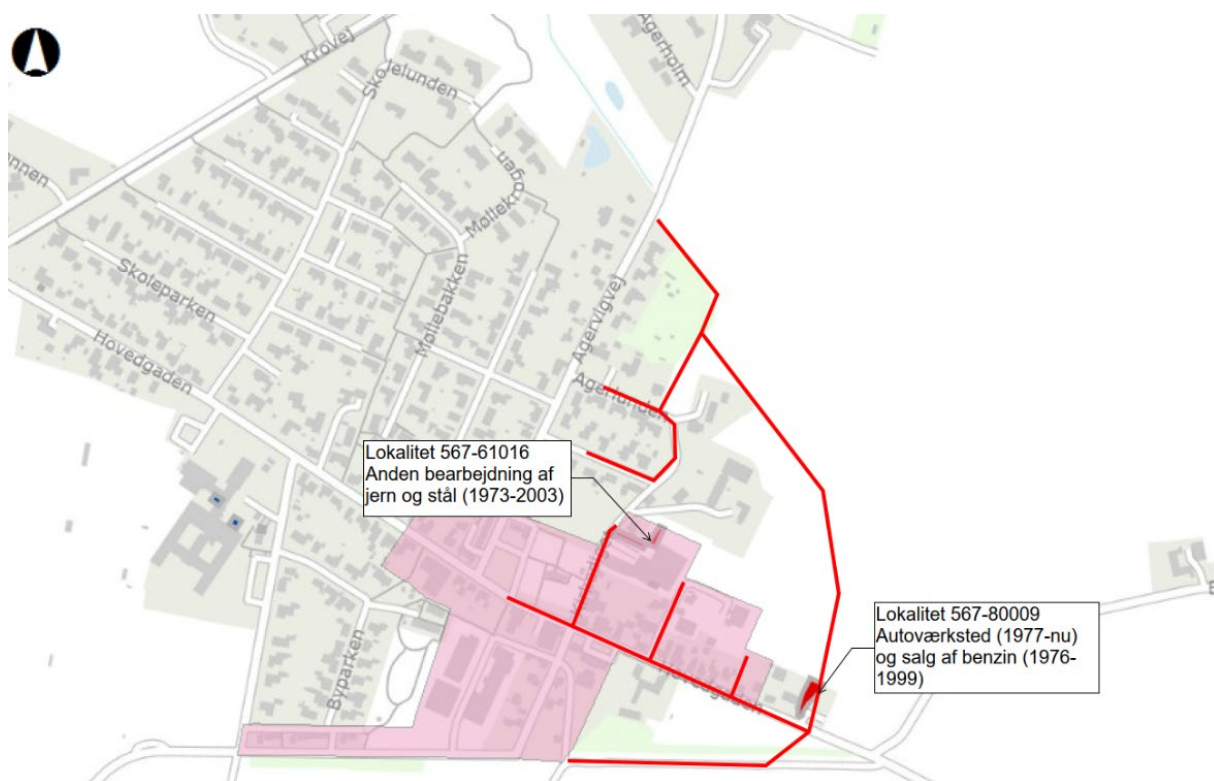 Krovej
Agerholm
Skolelunden
Møllekrogen
Skoleparken
Møllebakken
Agervigvej
Hovedgaden
Agerlunden
Lokalitet 567-61016
Anden bearbejdning af
jern og stål (1973-2003)
Lokalitet 567-80009
Autoværksted (1977-nu)
og salg af benzin (1976-
1999)
Byparken
Hovedgaden